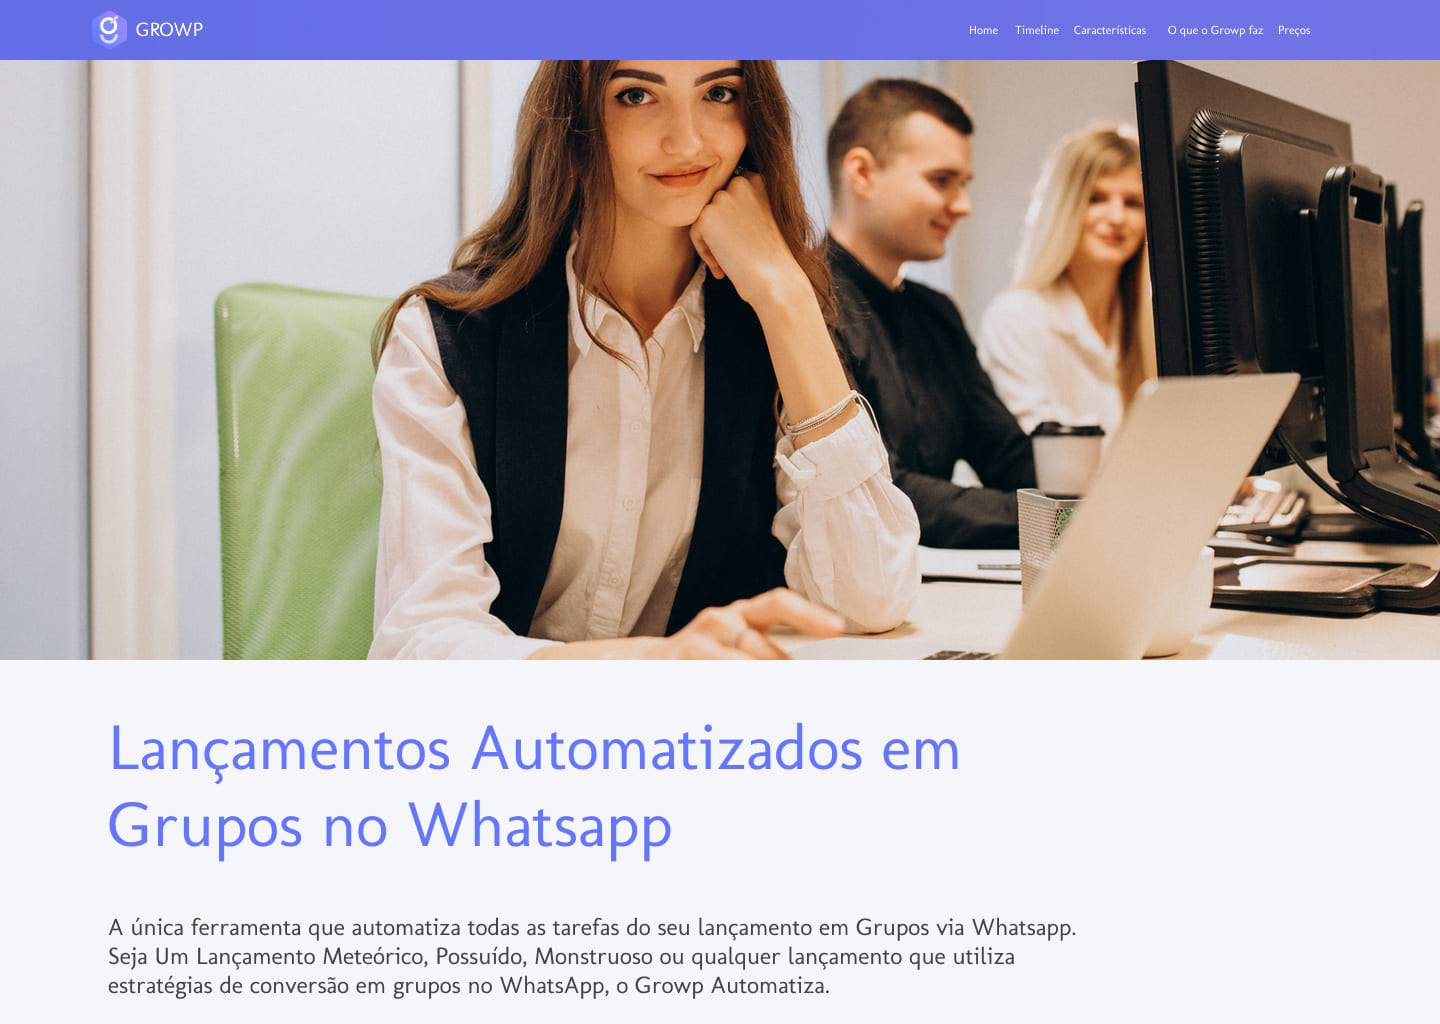 GROWP
Home Timeline Características O que o Growp faz Preços
Lançamentos Automatizados em
Grupos no Whatsapp
A única ferramenta que automatiza todas as tarefas do seu lançamento em Grupos via Whatsapp.
Seja Um Lançamento Meteórico, Possuído, Monstruoso ou qualquer lançamento que utiliza
estratégias de conversão em grupos no WhatsApp, o Growp Automatiza.